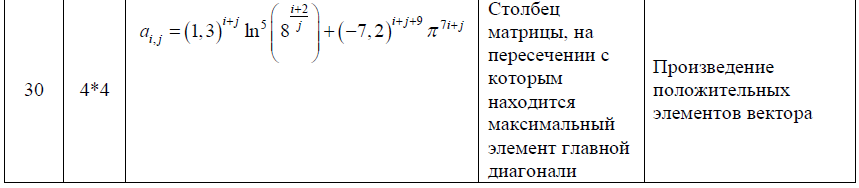 30
4*4
a_{i,j} = (1,3)^{i+j} ln^5(8^{\frac{i+2}{j}}) + (−7,2)^{i+j+9} π^{7i+j}
Столбец
матрицы, на
пересечении с
которым
находится
максимальный
элемент главной
диагонали
Произведение
положительных
элементов вектора